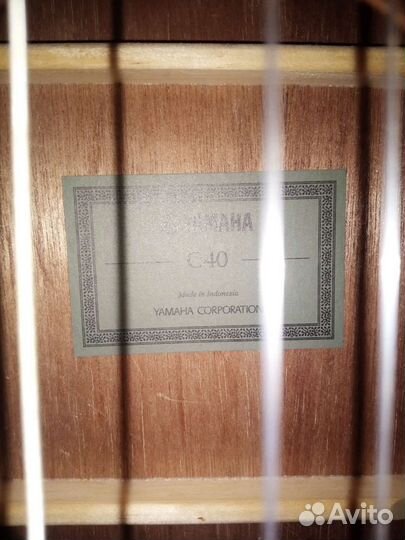 YAMAHA
C40
Made in Indonesia
YAMAHA CORPORATION
Avito